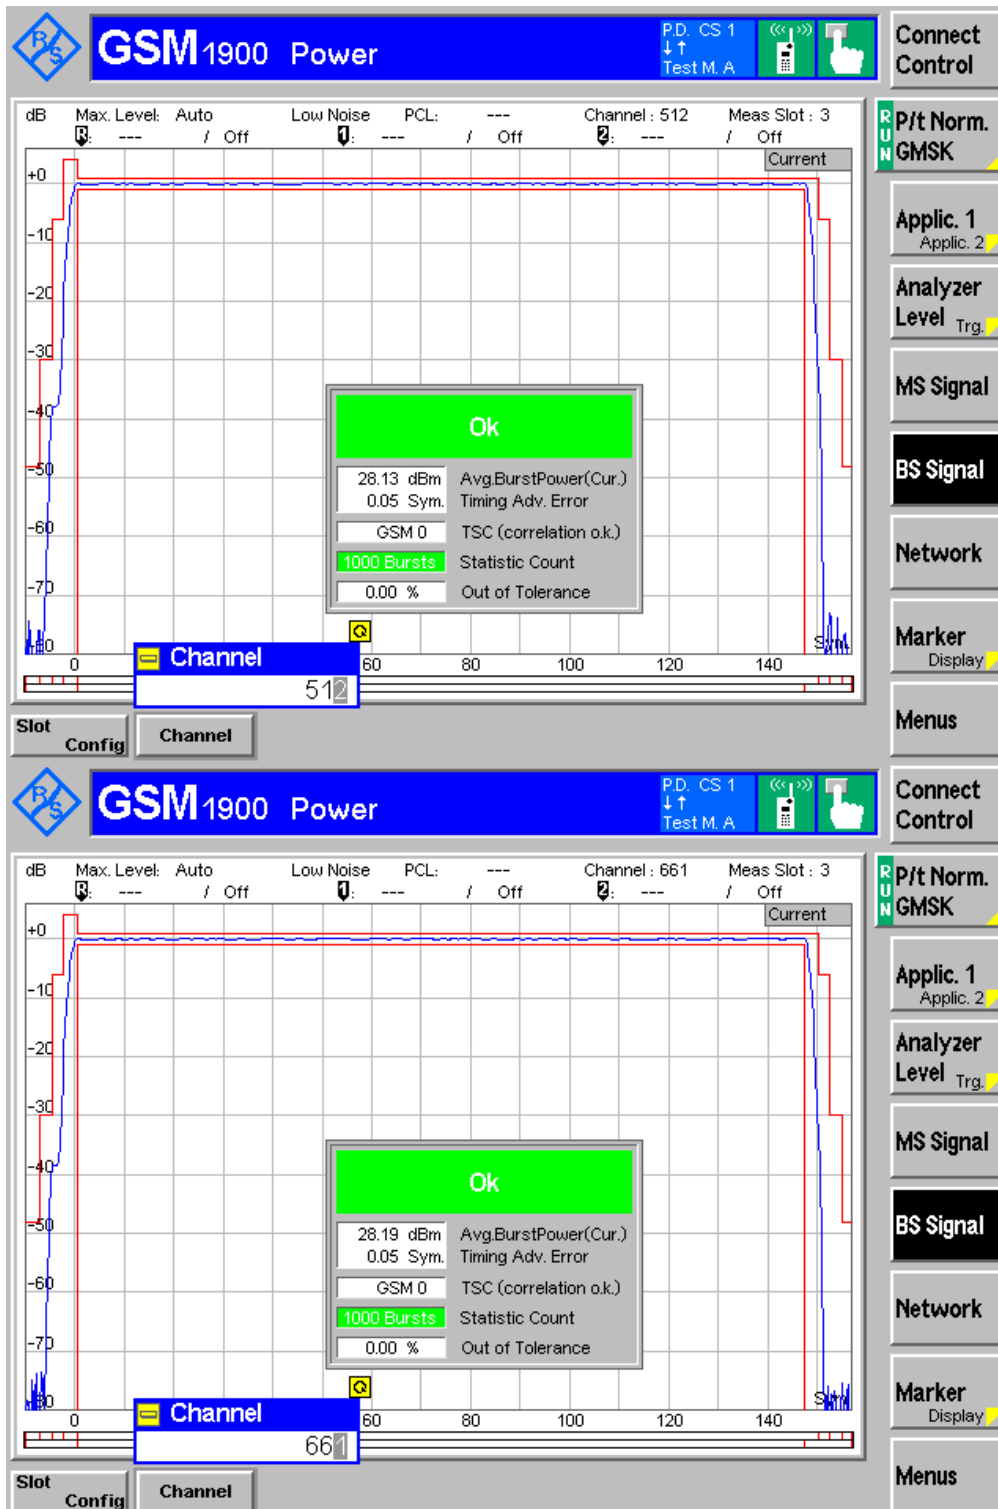 R/S GSM1900 Power P.D. CS 1 Connect
↓↑ Control
Test M. A
dB Max. Level: Auto Low Noise PCL: --- Channel : 512 Meas Slot : 3
R: --- / Off 1: --- / Off 2: --- / Off
RUN P/t Norm.
GMSK
Current
+0
-10
-20
-30
-40
-50
-60
-70
Ok
28.13 dBm Avg.BurstPower(Cur.)
0.05 Sym. Timing Adv. Error
GSM 0 TSC (correlation o.k.)
1000 Bursts Statistic Count
0.00 % Out of Tolerance
0 60 80 100 120 140
Channel
512
Applic. 1
Applic. 2
Analyzer
Level Trg.
MS Signal
BS Signal
Network
Marker
Display
Menus
Slot
Config
Channel
R/S GSM1900 Power P.D. CS 1 Connect
↓↑ Control
Test M. A
dB Max. Level: Auto Low Noise PCL: --- Channel : 661 Meas Slot : 3
R: --- / Off 1: --- / Off 2: --- / Off
RUN P/t Norm.
GMSK
Current
+0
-10
-20
-30
-40
-50
-60
-70
Ok
28.19 dBm Avg.BurstPower(Cur.)
0.05 Sym. Timing Adv. Error
GSM 0 TSC (correlation o.k.)
1000 Bursts Statistic Count
0.00 % Out of Tolerance
0 60 80 100 120 140
Channel
661
Applic. 1
Applic. 2
Analyzer
Level Trg.
MS Signal
BS Signal
Network
Marker
Display
Menus
Slot
Config
Channel